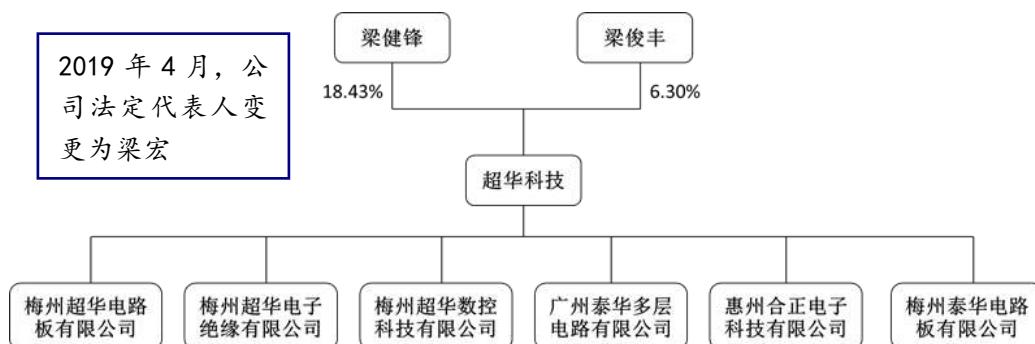 梁健锋
梁俊丰
2019 年 4 月，公
司法定代表人变
更为梁宏
18.43%
6.30%
超华科技
梅州超华电路
板有限公司
梅州超华电子
绝缘有限公司
梅州超华数控
科技有限公司
广州泰华多层
电路有限公司
惠州合正电子
科技有限公司
梅州泰华电路
板有限公司